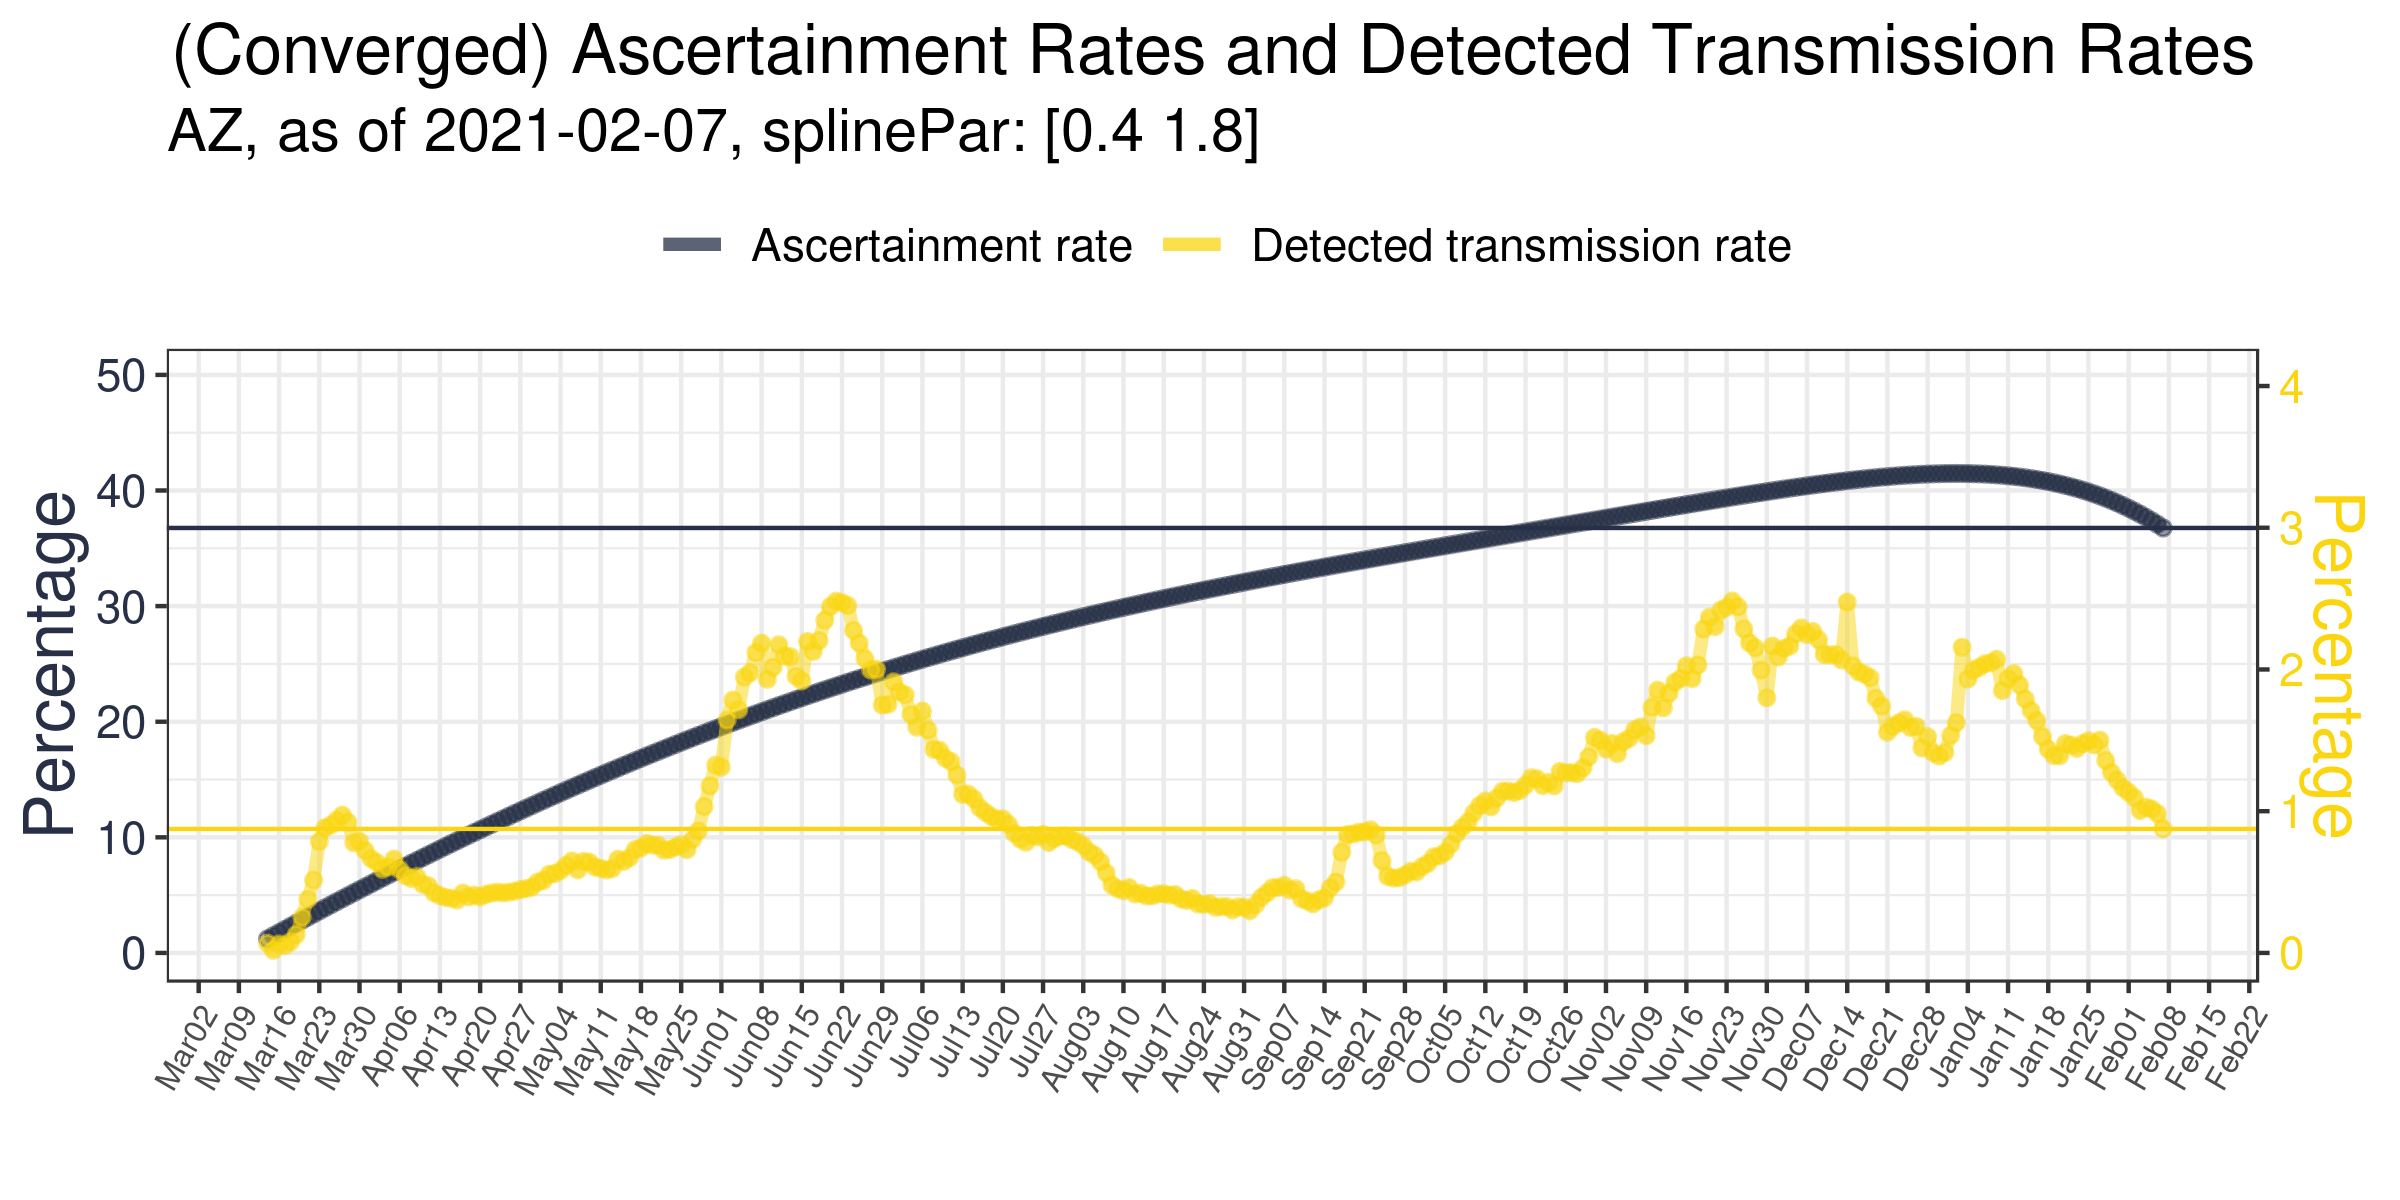 (Converged) Ascertainment Rates and Detected Transmission Rates
AZ, as of 2021-02-07, splinePar: [0.4 1.8]
Ascertainment rate
Detected transmission rate
Percentage
50
40
30
20
10
0
4
3
2
1
0
Percentage
Mar02
Mar09
Mar16
Mar23
Mar30
Apr06
Apr13
Apr20
Apr27
May04
May11
May18
May25
Jun01
Jun08
Jun15
Jun22
Jun29
Jul06
Jul13
Jul20
Jul27
Aug03
Aug10
Aug17
Aug24
Aug31
Sep07
Sep14
Sep21
Sep28
Oct05
Oct12
Oct19
Oct26
Nov02
Nov09
Nov16
Nov23
Nov30
Dec07
Dec14
Dec21
Dec28
Jan04
Jan11
Jan18
Jan25
Feb01
Feb08
Feb15
Feb22